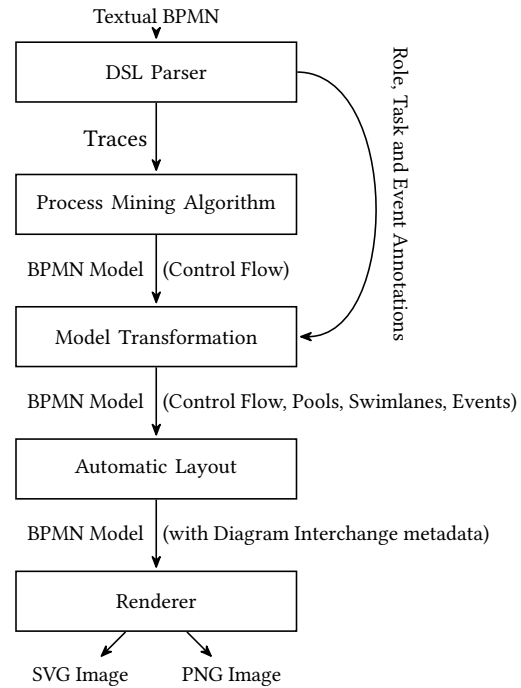 Textual BPMN
DSL Parser
Role, Task and Event Annotations
Traces
Process Mining Algorithm
BPMN Model (Control Flow)
Model Transformation
BPMN Model (Control Flow, Pools, Swimlanes, Events)
Automatic Layout
BPMN Model (with Diagram Interchange metadata)
Renderer
SVG Image PNG Image